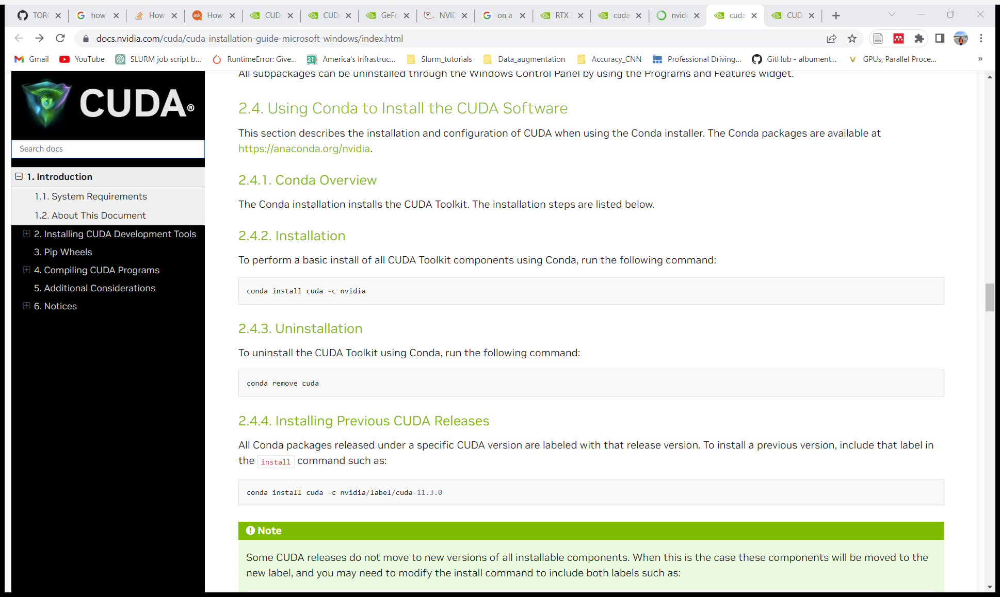 TOR
how
How
ask
How
CUD
CUD
GeFo
NVID
on a
RTX
cuda
nvidi
cuda
CUD
docs.nvidia.com/cuda/cuda-installation-guide-microsoft-windows/index.html
Gmail
YouTube
SLURM job script b...
RuntimeError: Give...
21
America's Infrastruc...
Slurm_tutorials
Data_augmentation
Accuracy_CNN
Professional Driving...
GitHub - albument...
GPUs, Parallel Proce...
»
CUDA®
Search docs
1. Introduction
1.1. System Requirements
1.2. About This Document
2. Installing CUDA Development Tools
3. Pip Wheels
4. Compiling CUDA Programs
5. Additional Considerations
6. Notices
All subpackages can be uninstalled through the Windows Control Panel by using the Programs and Features widget.
2.4. Using Conda to Install the CUDA Software
This section describes the installation and configuration of CUDA when using the Conda installer. The Conda packages are available at
https://anaconda.org/nvidia.
2.4.1. Conda Overview
The Conda installation installs the CUDA Toolkit. The installation steps are listed below.
2.4.2. Installation
To perform a basic install of all CUDA Toolkit components using Conda, run the following command:
conda install cuda -c nvidia
2.4.3. Uninstallation
To uninstall the CUDA Toolkit using Conda, run the following command:
conda remove cuda
2.4.4. Installing Previous CUDA Releases
All Conda packages released under a specific CUDA version are labeled with that release version. To install a previous version, include that label in
the install command such as:
conda install cuda -c nvidia/label/cuda-11.3.0
Note
Some CUDA releases do not move to new versions of all installable components. When this is the case these components will be moved to the
new label, and you may need to modify the install command to include both labels such as: